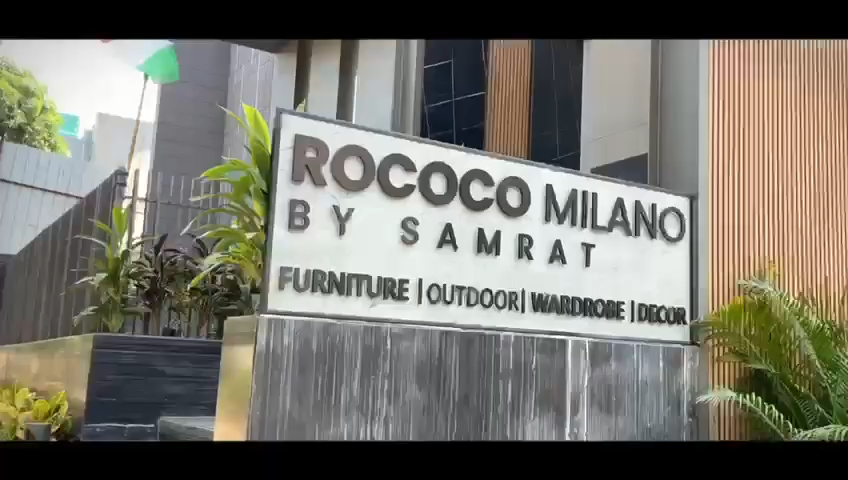 ROCOCO MILANO
BY SAMRAT
FURNITURE | OUTDOOR | WARDROBE | DECOR